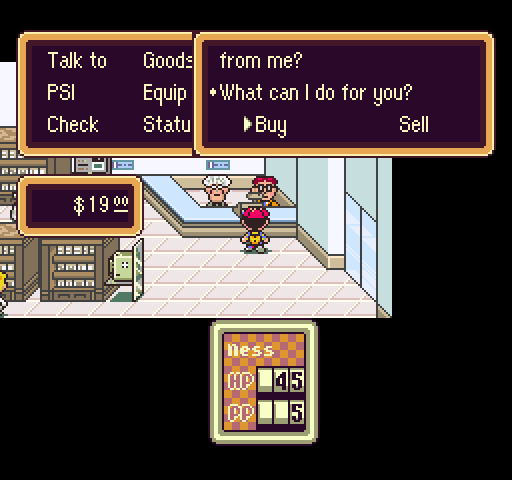 Talk to Goods
PSI Equip
Check Statu
from me?
•What can I do for you?
Buy Sell
$19.00
Ness
HP 45
PP 5